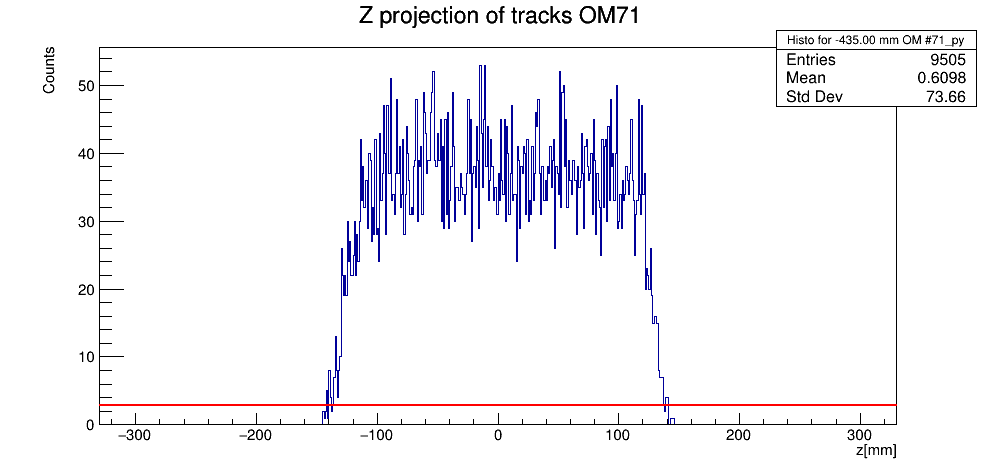 Z projection of tracks OM71
Histo for -435.00 mm OM #71_py
Entries 9505
Mean 0.6098
Std Dev 73.66
Counts
50
40
30
20
10
0
−300 −200 −100 0 100 200 300
z[mm]